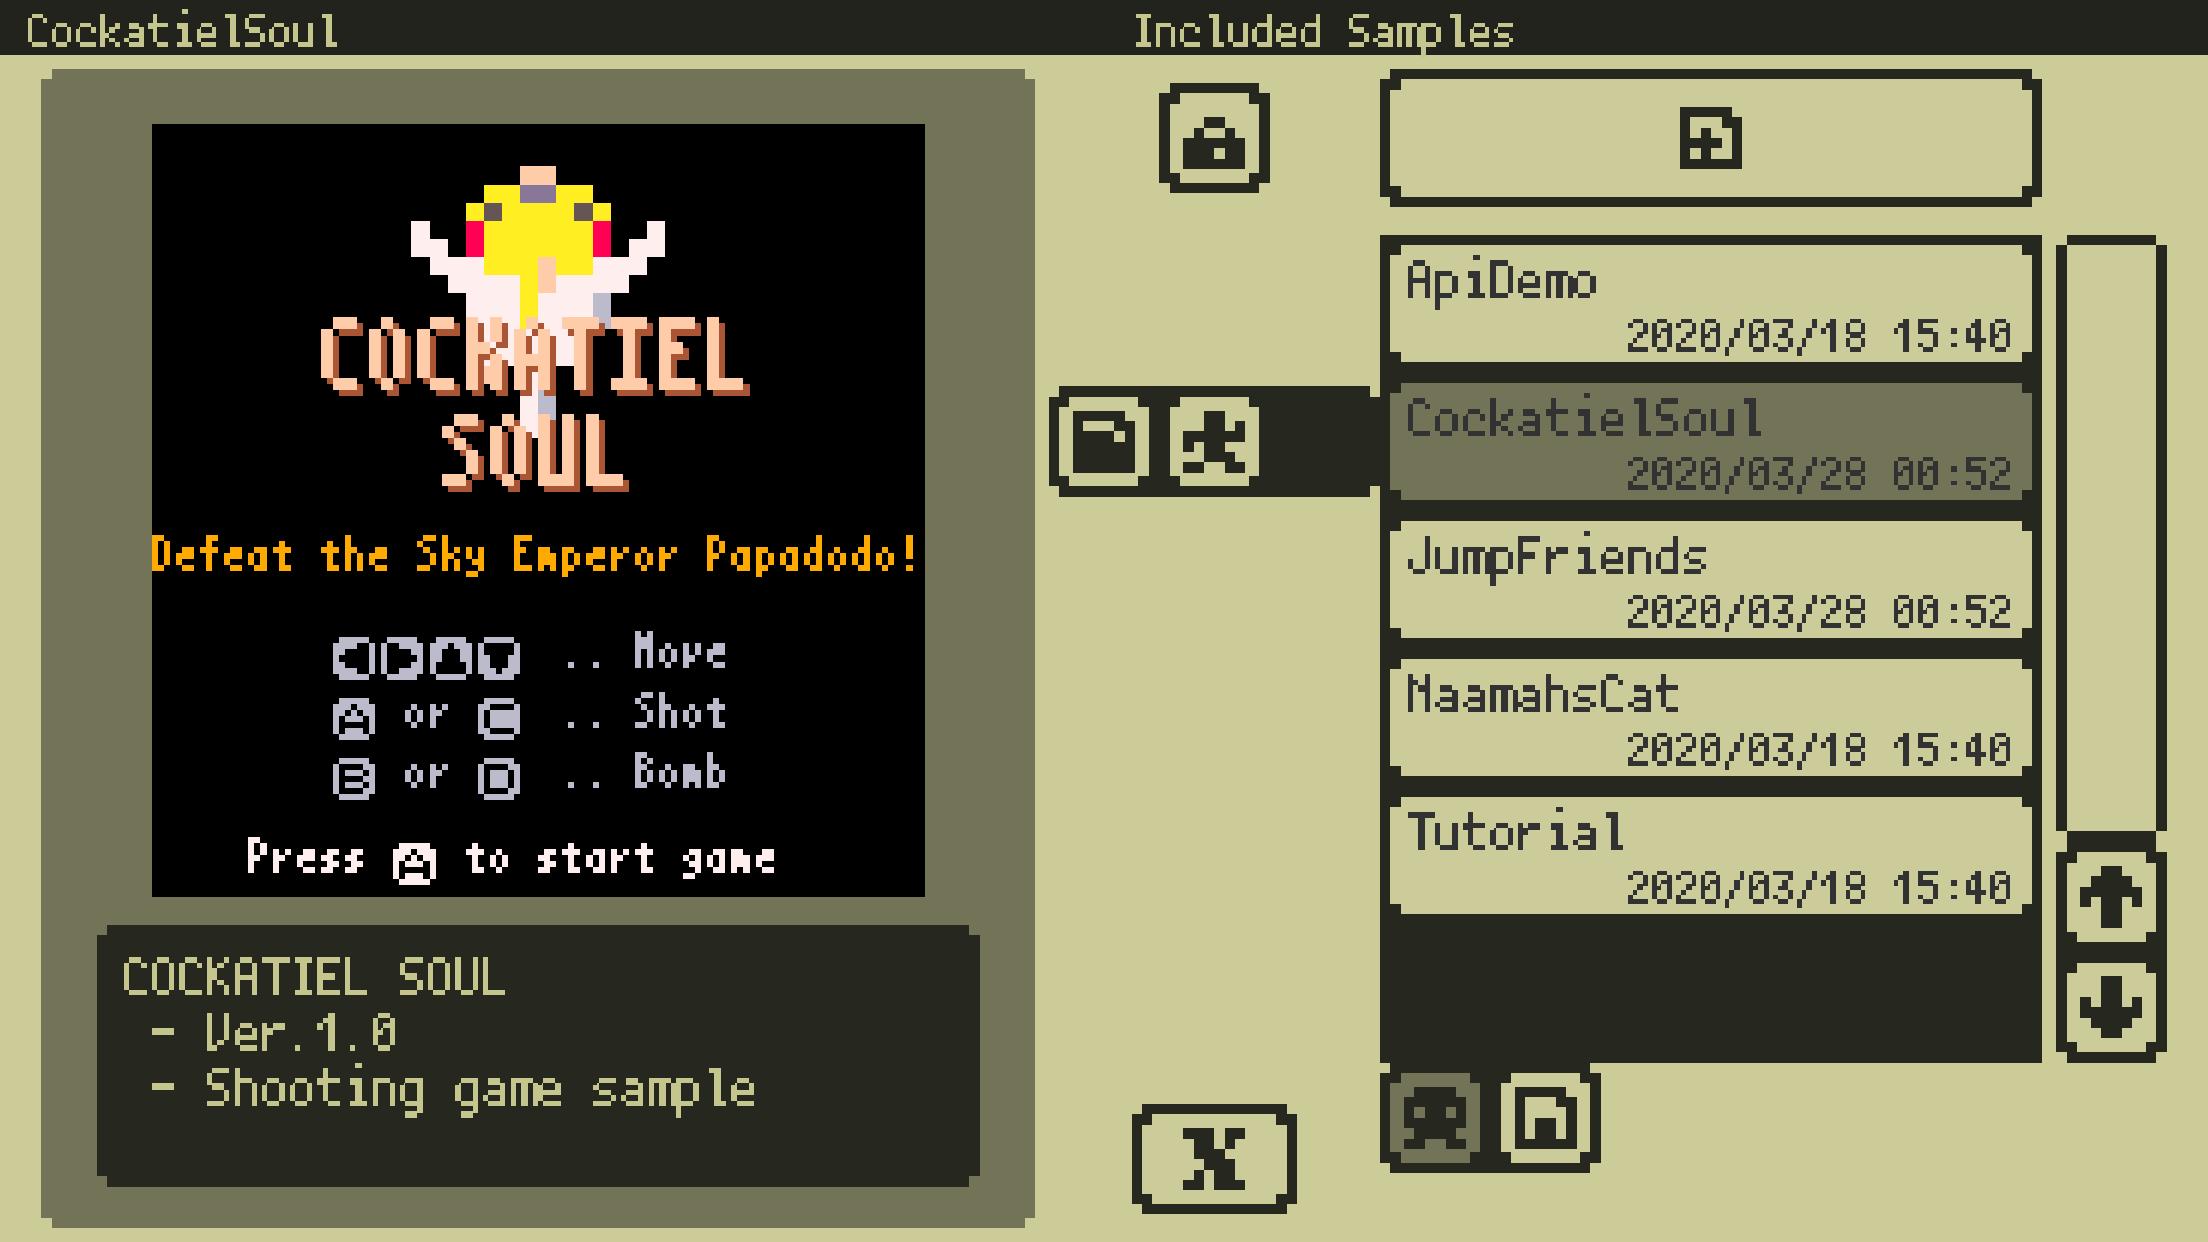 CockatielSoul
Included Samples
COCKATIEL
SOUL
Defeat the Sky Emperor Papadodo!
.. Move
A or C .. Shot
B or D .. Bomb
Press A to start game
COCKATIEL SOUL
- Ver.1.0
- Shooting game sample
ApiDemo
2020/03/18 15:40
CockatielSoul
2020/03/28 00:52
JumpFriends
2020/03/28 00:52
NaamahsCat
2020/03/18 15:40
Tutorial
2020/03/18 15:40
X